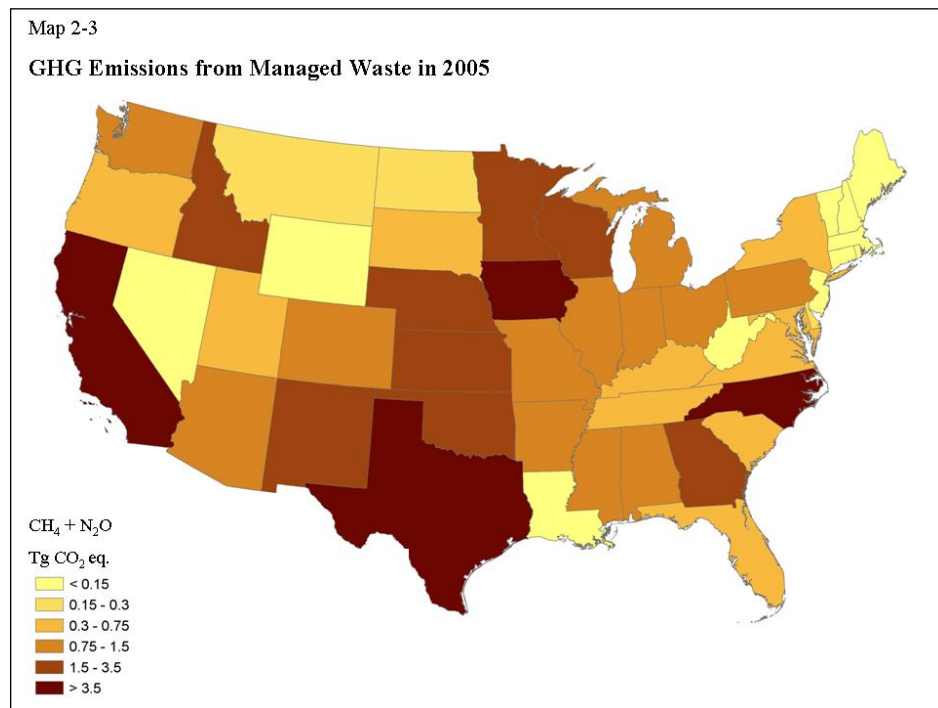 Map 2-3
GHG Emissions from Managed Waste in 2005
CH₄ + N₂O
Tg CO₂ eq.
< 0.15
0.15 - 0.3
0.3 - 0.75
0.75 - 1.5
1.5 - 3.5
> 3.5